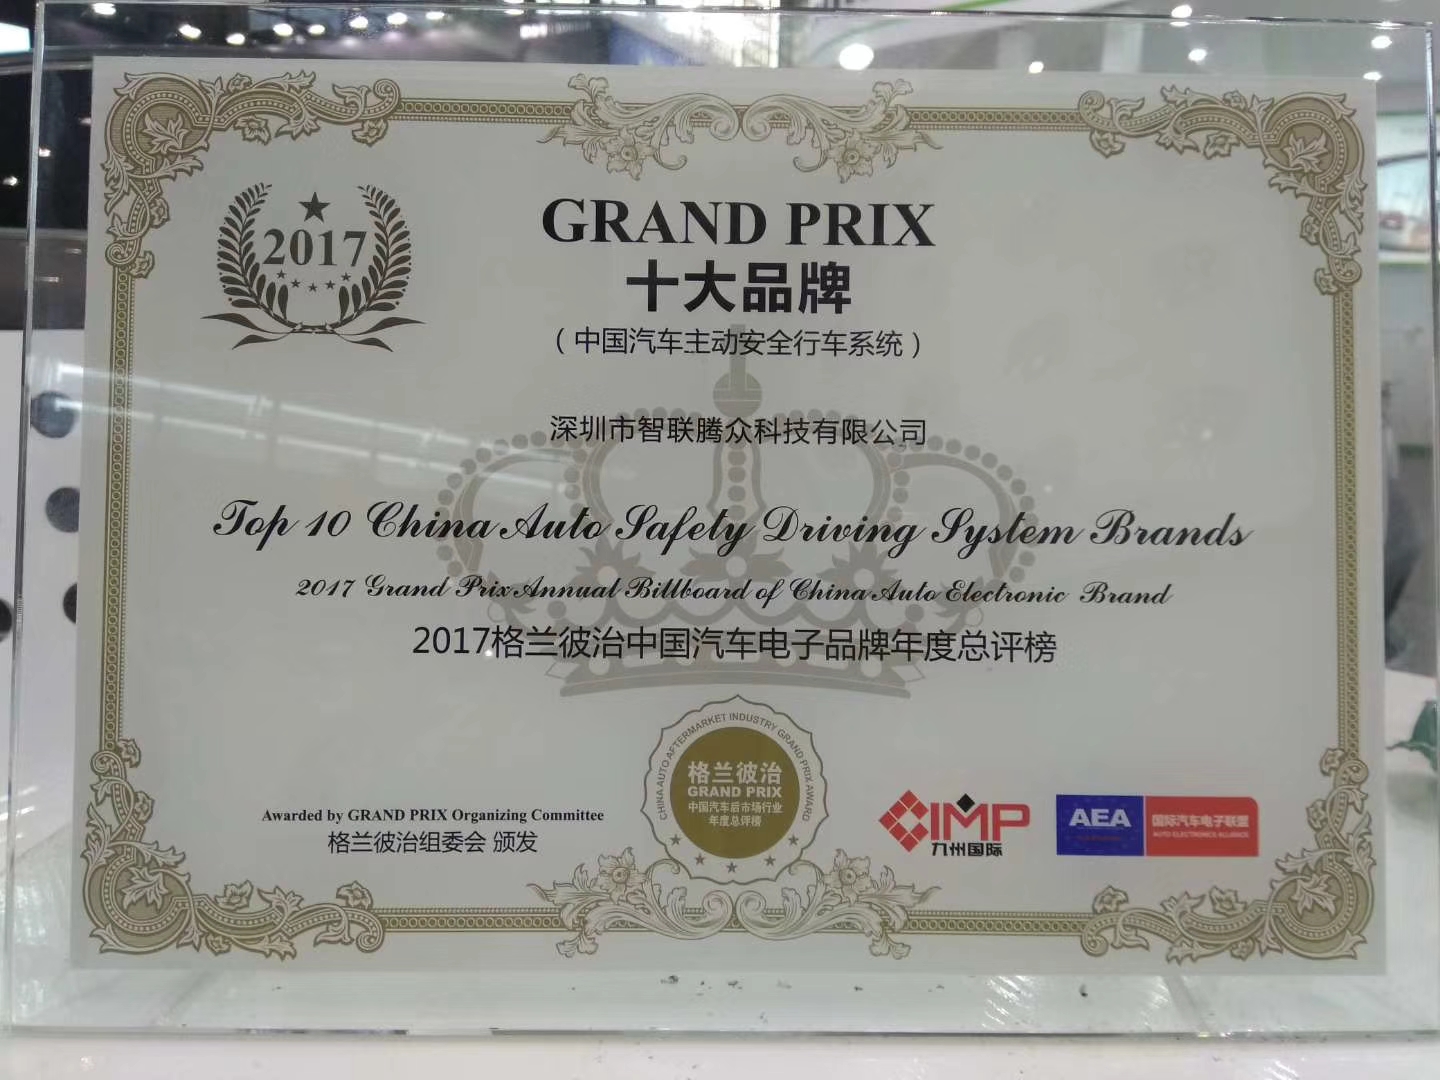 2017
GRAND PRIX
十大品牌
（中国汽车主动安全行车系统）
深圳市智联腾众科技有限公司
Top 10 China Auto Safety Driving System Brands
2017 Grand Prix Annual Billboard of China Auto Electronic Brand
2017格兰彼治中国汽车电子品牌年度总评榜
CHINA AUTO AFTERMARKET INDUSTRY GRAND PRIX AWARD
格兰彼治
GRAND PRIX
中国汽车后市场行业
年度总评榜
Awarded by GRAND PRIX Organizing Committee
格兰彼治组委会 颁发
CIMP
九州国际
AEA
国际汽车电子联盟
AUTO ELECTRONICS ALLIANCE